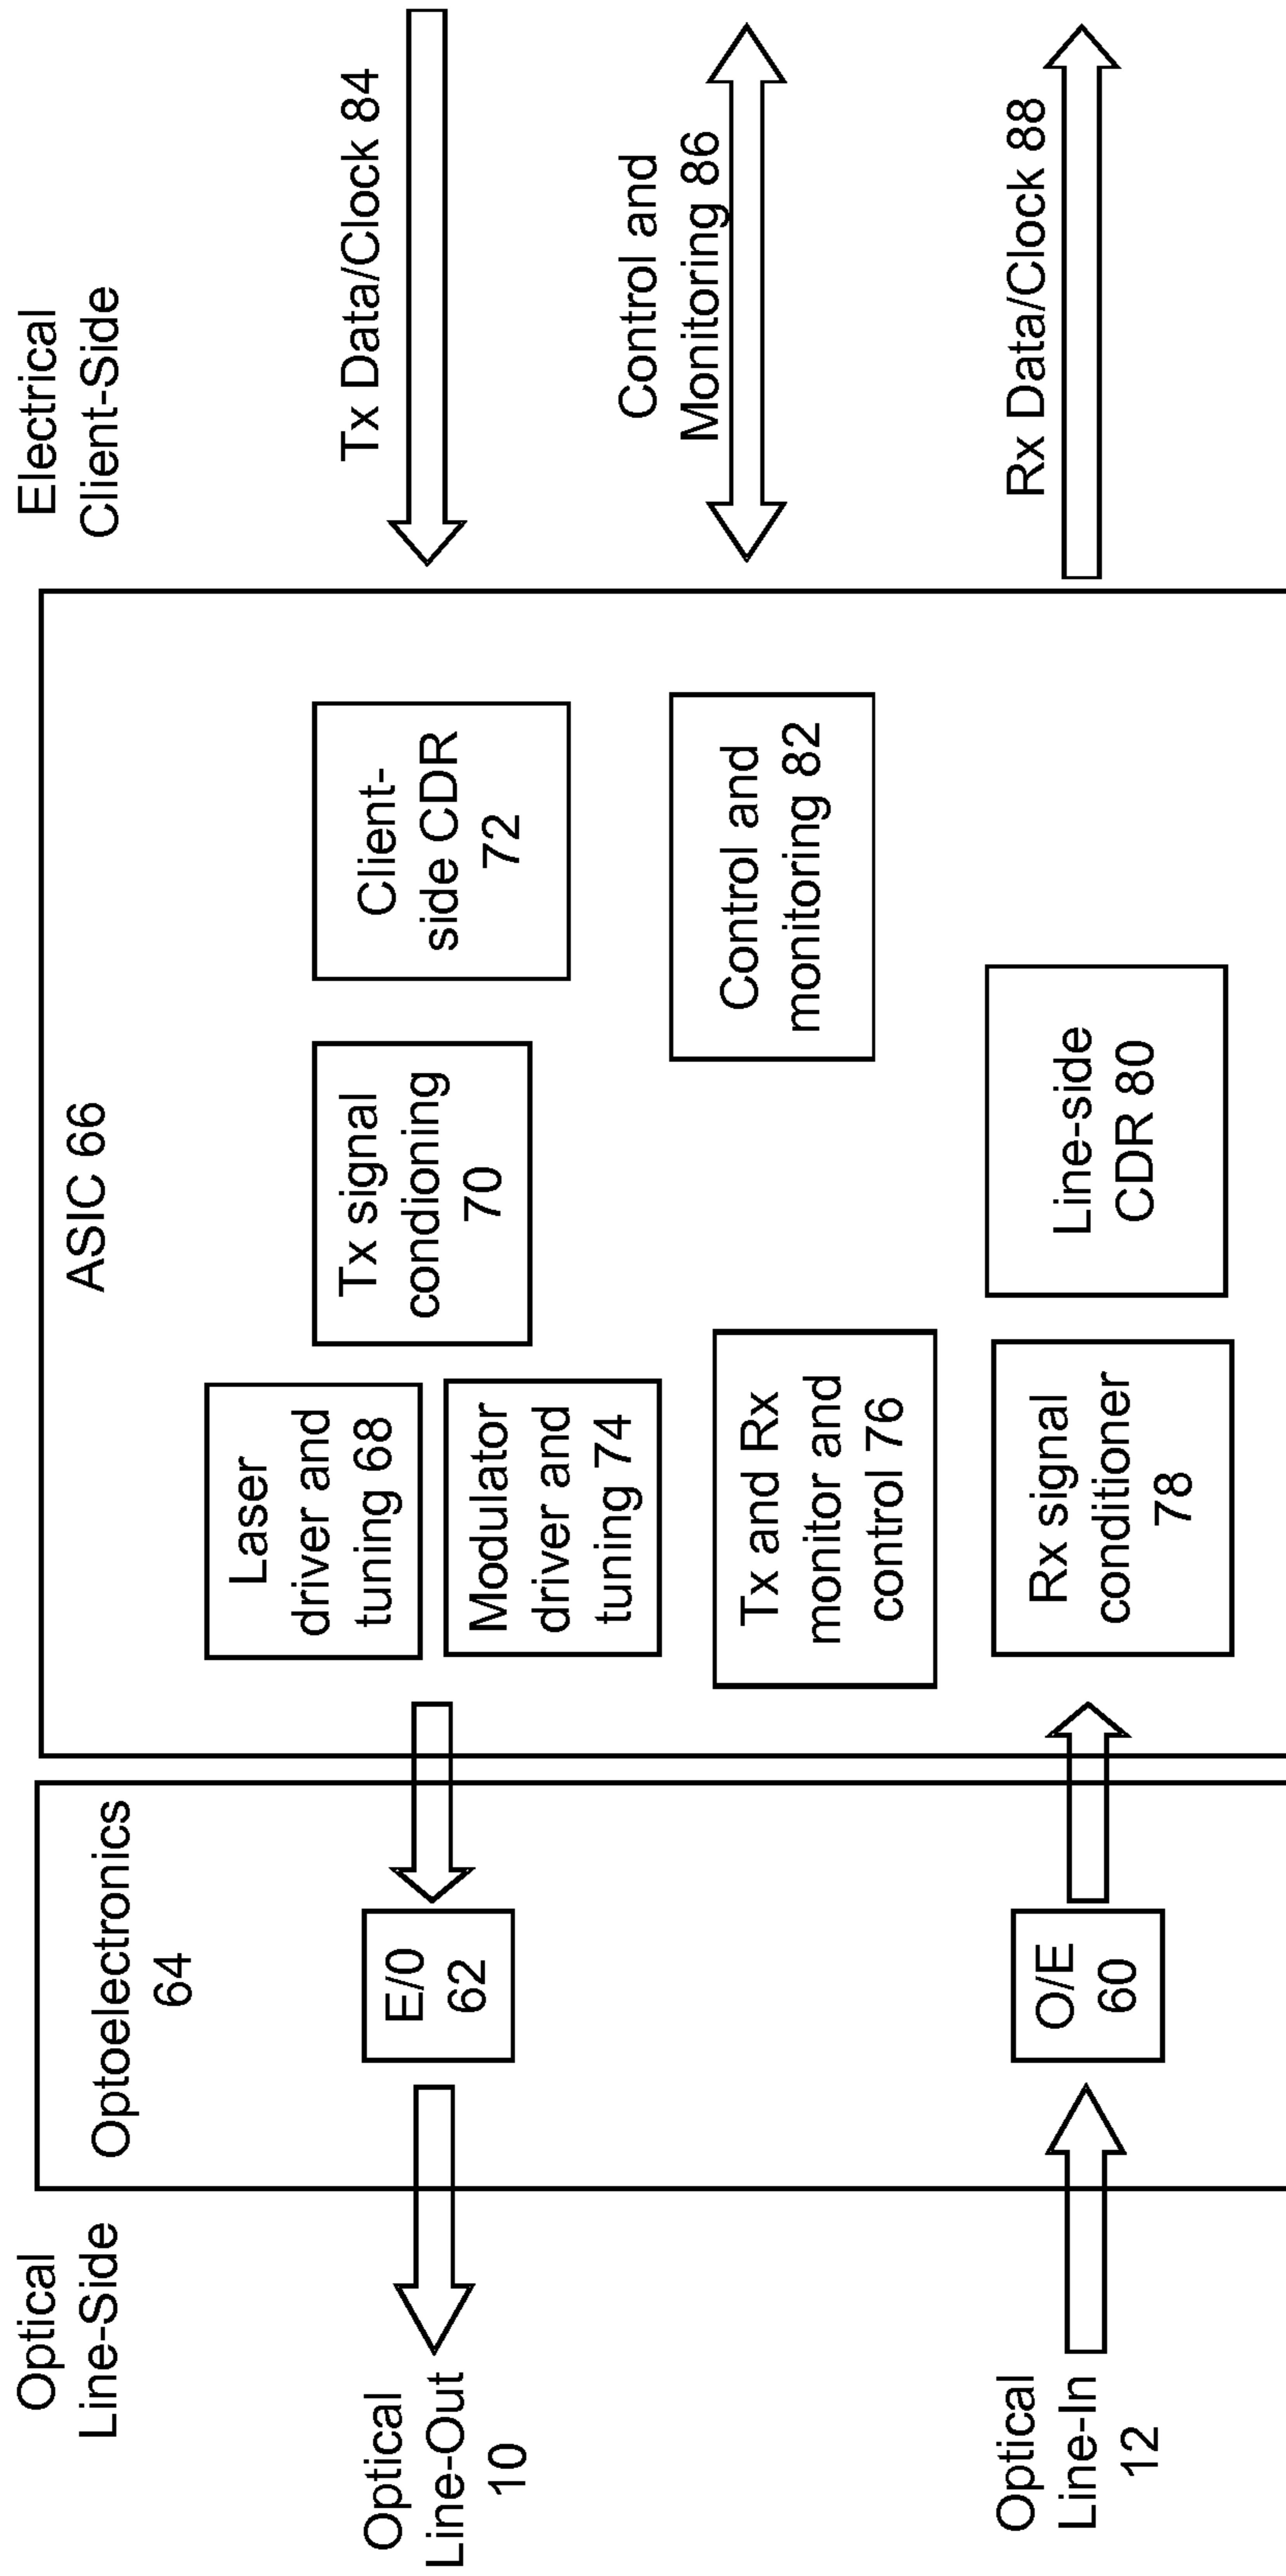 Optical
Line-Side
Electrical
Client-Side
Optoelectronics
64
ASIC 66
Optical
Line-Out
10
E/0
62
Laser
driver and
tuning 68
Modulator
driver and
tuning 74
Tx signal
condioning
70
Client-
side CDR
72
Tx Data/Clock 84
Tx and Rx
monitor and
control 76
Control and
monitoring 82
Control and
Monitoring 86
Optical
Line-In
12
O/E
60
Rx signal
conditioner
78
Line-side
CDR 80
Rx Data/Clock 88